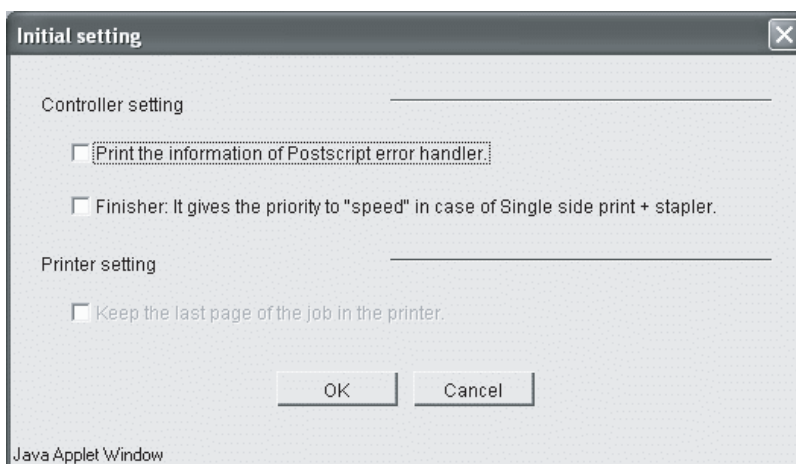 Initial setting
Controller setting
Print the information of Postscript error handler.
Finisher: It gives the priority to "speed" in case of Single side print + stapler.
Printer setting
Keep the last page of the job in the printer.
OK Cancel
Java Applet Window